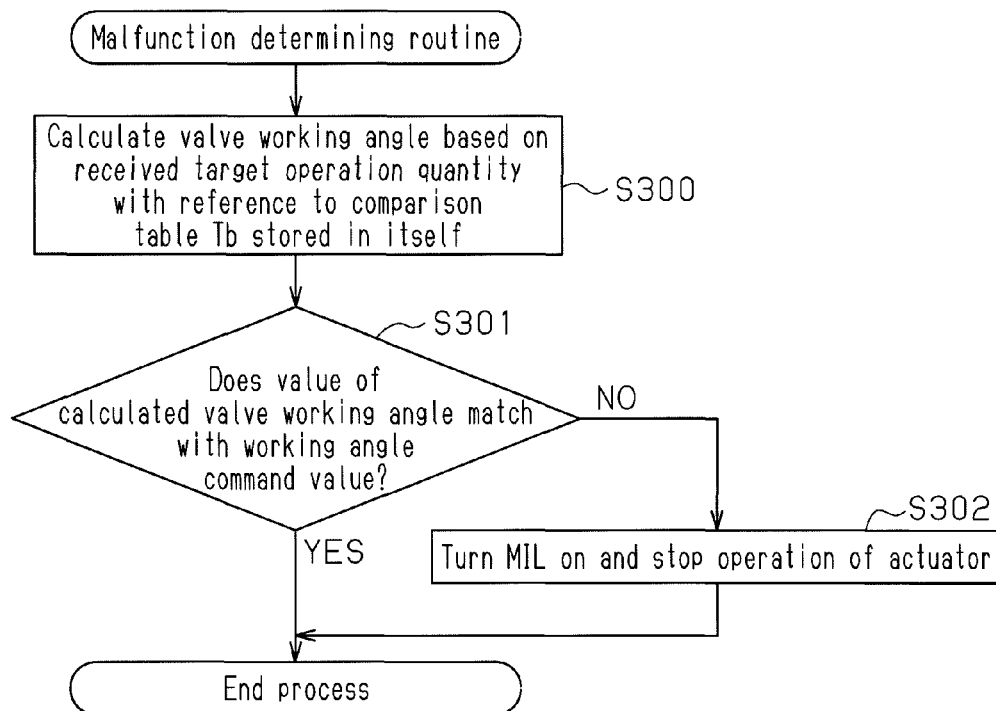 Malfunction determining routine
Calculate valve working angle based on
received target operation quantity
with reference to comparison
table Tb stored in itself
S300
S301
Does value of
calculated valve working angle match
with working angle
command value?
NO
YES
S302
Turn MIL on and stop operation of actuator
End process